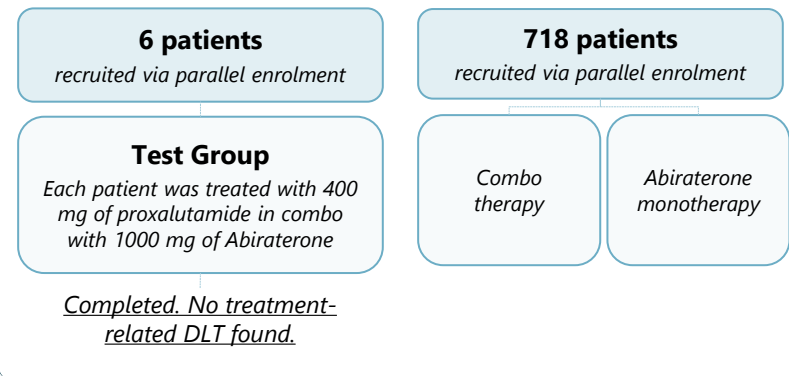 6 patients
recruited via parallel enrolment
Test Group
Each patient was treated with 400
mg of proxalutamide in combo
with 1000 mg of Abiraterone
Completed. No treatment-
related DLT found.
718 patients
recruited via parallel enrolment
Combo
therapy
Abiraterone
monotherapy